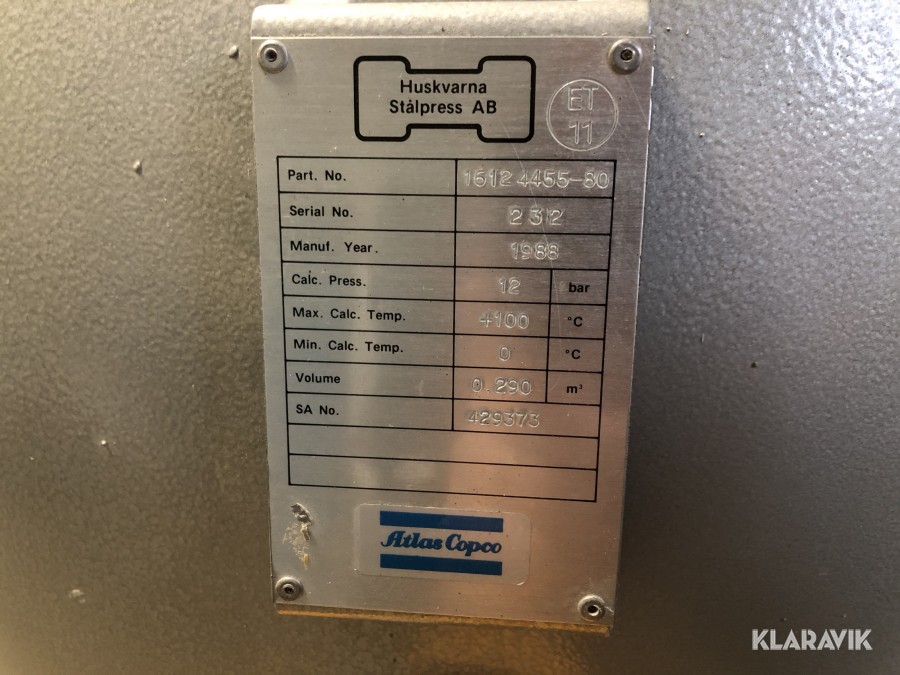 Huskvarna
Stålpress AB
ET
11
Part. No. 1612 4455-80
Serial No. 232
Manuf. Year. 1988
Calc. Press. 12 bar
Max. Calc. Temp. +100 °C
Min. Calc. Temp. 0 °C
Volume 0.290 m³
SA No. 429373
Atlas Copco
KLARAVIK